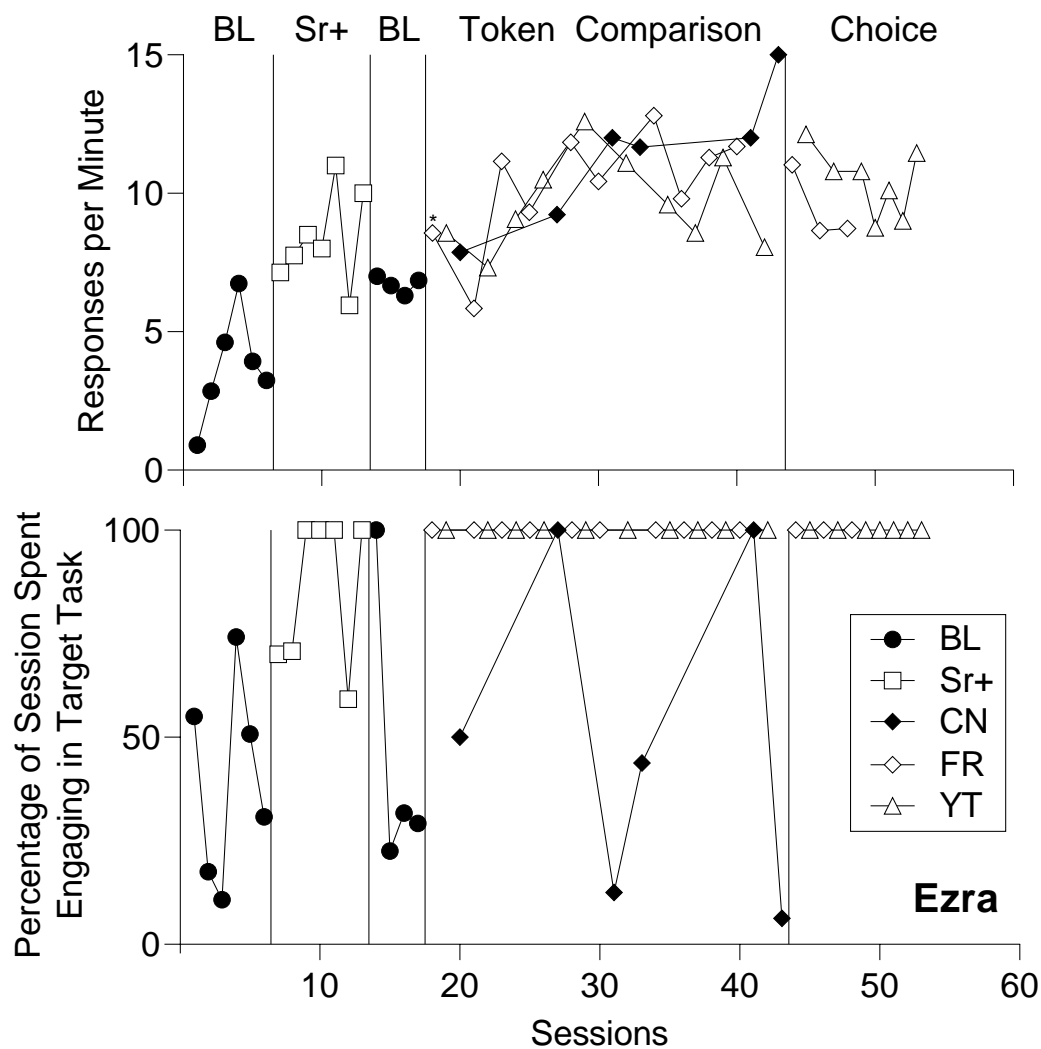 BL Sr+ BL Token Comparison Choice
15
10
5
0
Responses per Minute
*
100
50
0
Percentage of Session Spent
Engaging in Target Task
BL
Sr+
CN
FR
YT
Ezra
10 20 30 40 50 60
Sessions